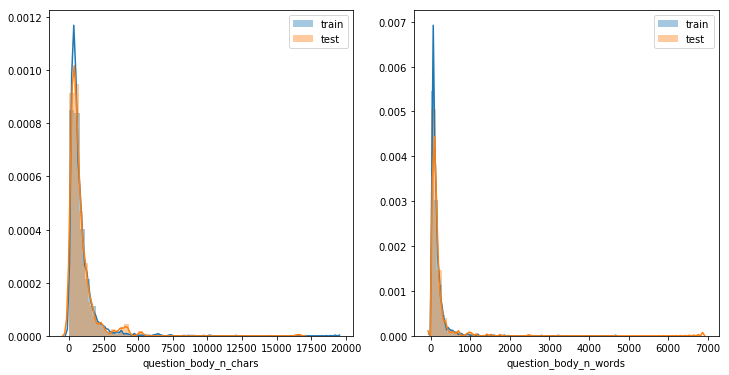 0.0012
0.0010
0.0008
0.0006
0.0004
0.0002
0.0000
0 2500 5000 7500 10000 12500 15000 17500 20000
question_body_n_chars
train
test
0.007
0.006
0.005
0.004
0.003
0.002
0.001
0.000
0 1000 2000 3000 4000 5000 6000 7000
question_body_n_words
train
test